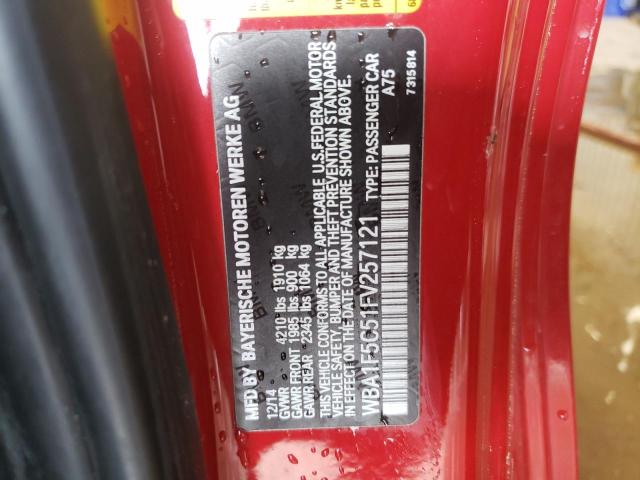 MFD BY BAYERISCHE MOTOREN WERKE AG
12/14
GVWR 4210 lbs 1910 kg
GAWR FRONT 1985 lbs 900 kg
GAWR REAR 2345 lbs 1064 kg
THIS VEHICLE CONFORMS TO ALL APPLICABLE U.S.FEDERAL MOTOR
VEHICLE SAFETY, BUMPER AND THEFT PREVENTION STANDARDS
IN EFFECT ON THE DATE OF MANUFACTURE SHOWN ABOVE.
WBA1F5C51FV257121 TYPE: PASSENGER CAR
A75
7 315 814